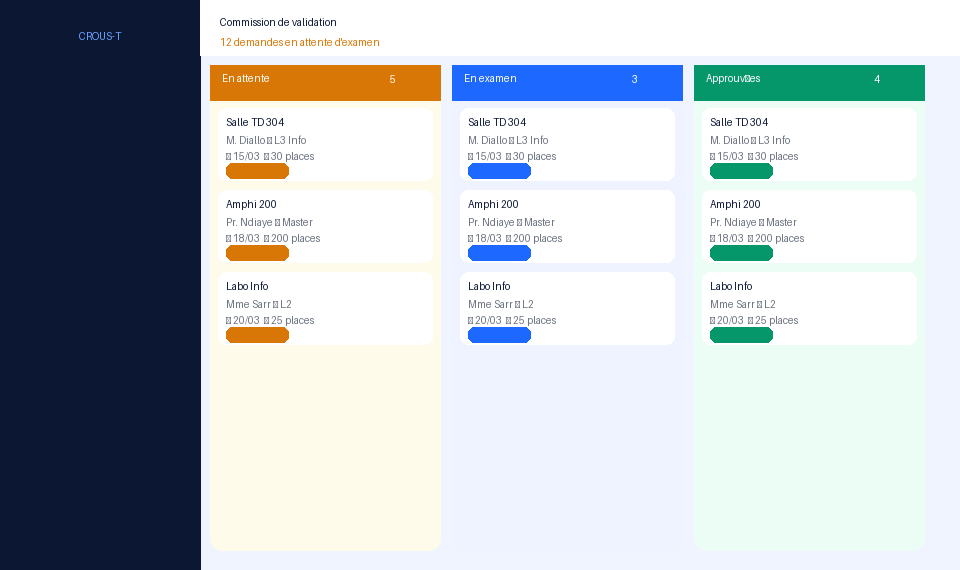 CROUS-T
Commission de validation
12 demandes en attente d'examen
En attente 5
Salle TD 304
M. Diallo L3 Info
15/03 30 places
Amphi 200
Pr. Ndiaye Master
18/03 200 places
Labo Info
Mme Sarr L2
20/03 25 places
En examen 3
Salle TD 304
M. Diallo L3 Info
15/03 30 places
Amphi 200
Pr. Ndiaye Master
18/03 200 places
Labo Info
Mme Sarr L2
20/03 25 places
Approuv▯es 4
Salle TD 304
M. Diallo L3 Info
15/03 30 places
Amphi 200
Pr. Ndiaye Master
18/03 200 places
Labo Info
Mme Sarr L2
20/03 25 places